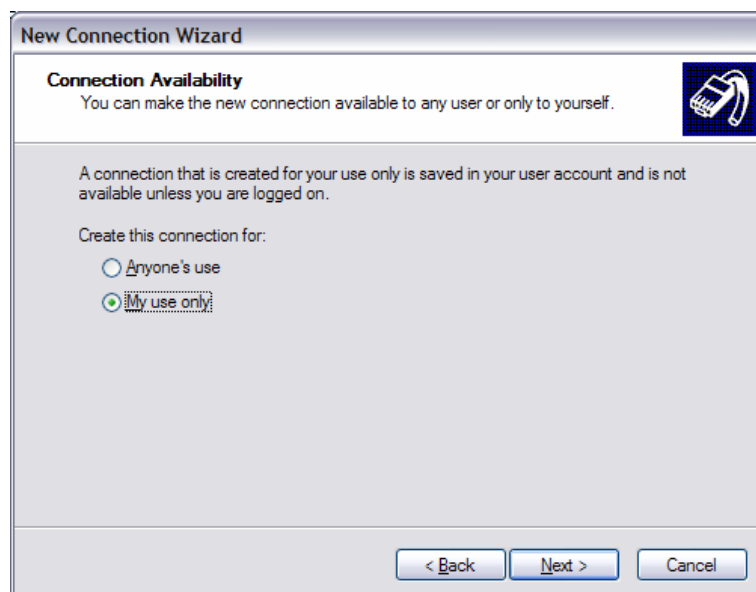 New Connection Wizard
Connection Availability
You can make the new connection available to any user or only to yourself.
A connection that is created for your use only is saved in your user account and is not
available unless you are logged on.
Create this connection for:
Anyone's use
My use only
< Back
Next >
Cancel